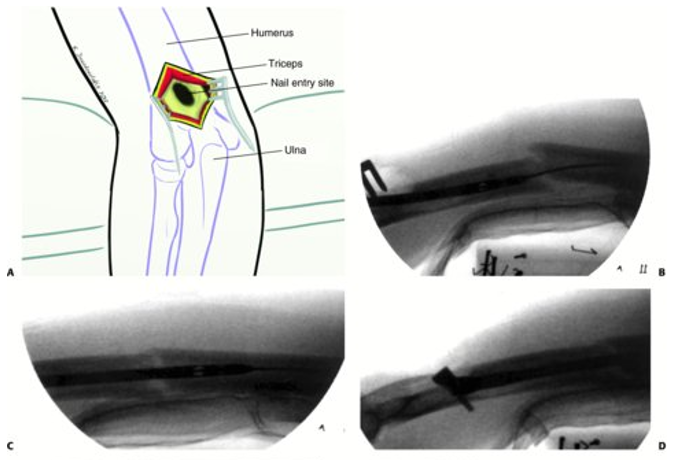 Humerus
Triceps
Nail entry site
Ulna
A
B
C
D